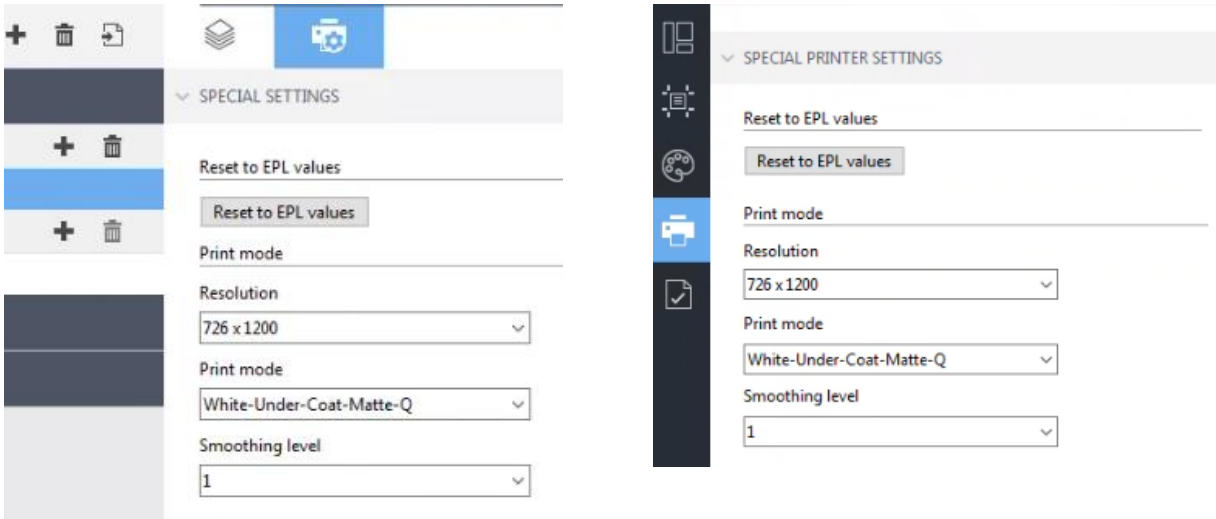 SPECIAL SETTINGS
Reset to EPL values
Reset to EPL values
Print mode
Resolution
726 x 1200
Print mode
White-Under-Coat-Matte-Q
Smoothing level
1
SPECIAL PRINTER SETTINGS
Reset to EPL values
Reset to EPL values
Print mode
Resolution
726 x 1200
Print mode
White-Under-Coat-Matte-Q
Smoothing level
1